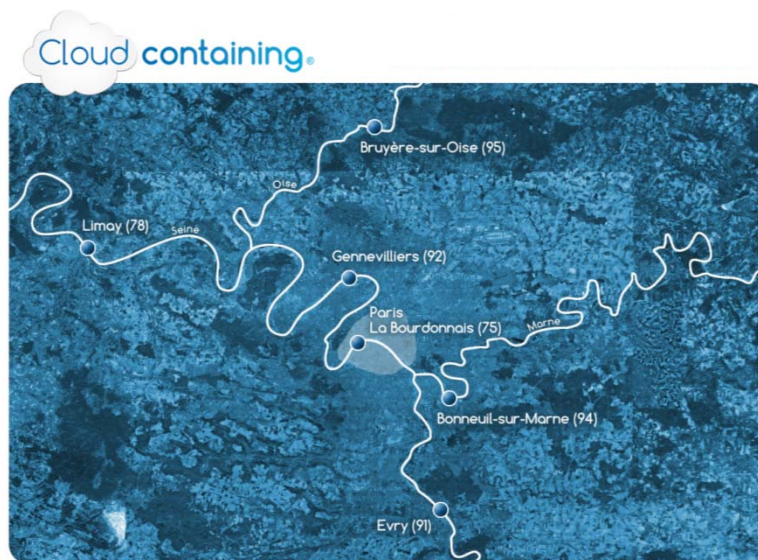 Cloud containing®
Bruyère-sur-Oise (95)
Oise
Limay (78)
Seine
Gennevilliers (92)
Paris
La Bourdonnais (75)
Marne
Bonneuil-sur-Marne (94)
Evry (91)